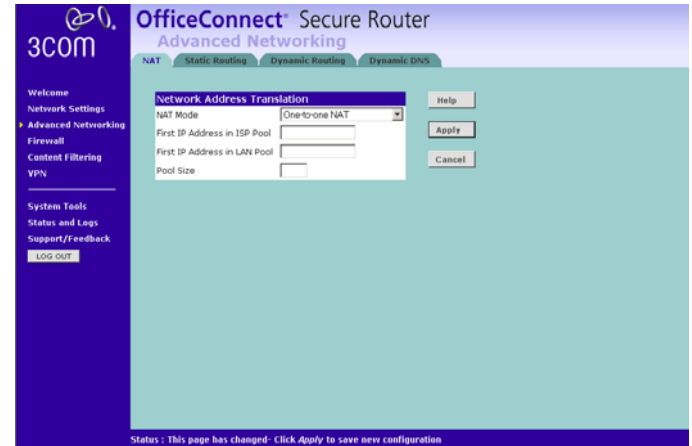 3COM
OfficeConnect® Secure Router
Advanced Networking
NAT Static Routing Dynamic Routing Dynamic DNS
Welcome
Network Settings
Advanced Networking
Firewall
Content Filtering
VPN
System Tools
Status and Logs
Support/Feedback
LOG OUT
Network Address Translation
NAT Mode One-to-one NAT
First IP Address in ISP Pool
First IP Address in LAN Pool
Pool Size
Help
Apply
Cancel
Status : This page has changed- Click Apply to save new configuration